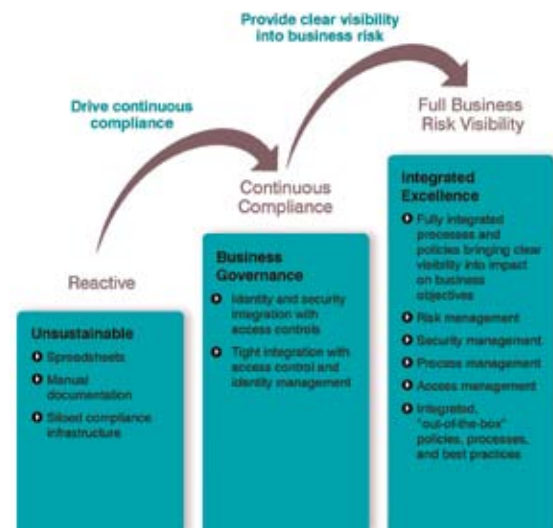 Provide clear visibility
into business risk
Drive continuous
compliance
Full Business
Risk Visibility
Continuous
Compliance
Reactive
Unsustainable
Spreadsheets
Manual
documentation
Siloed compliance
infrastructure
Business
Governance
Identity and security
integration with
access controls
Tight integration with
access control and
identity management
Integrated
Excellence
Fully integrated
processes and
policies bringing clear
visibility into impact
on business
objectives
Risk management
Security management
Process management
Access management
Integrated,
"out-of-the-box"
policies, processes,
and best practices